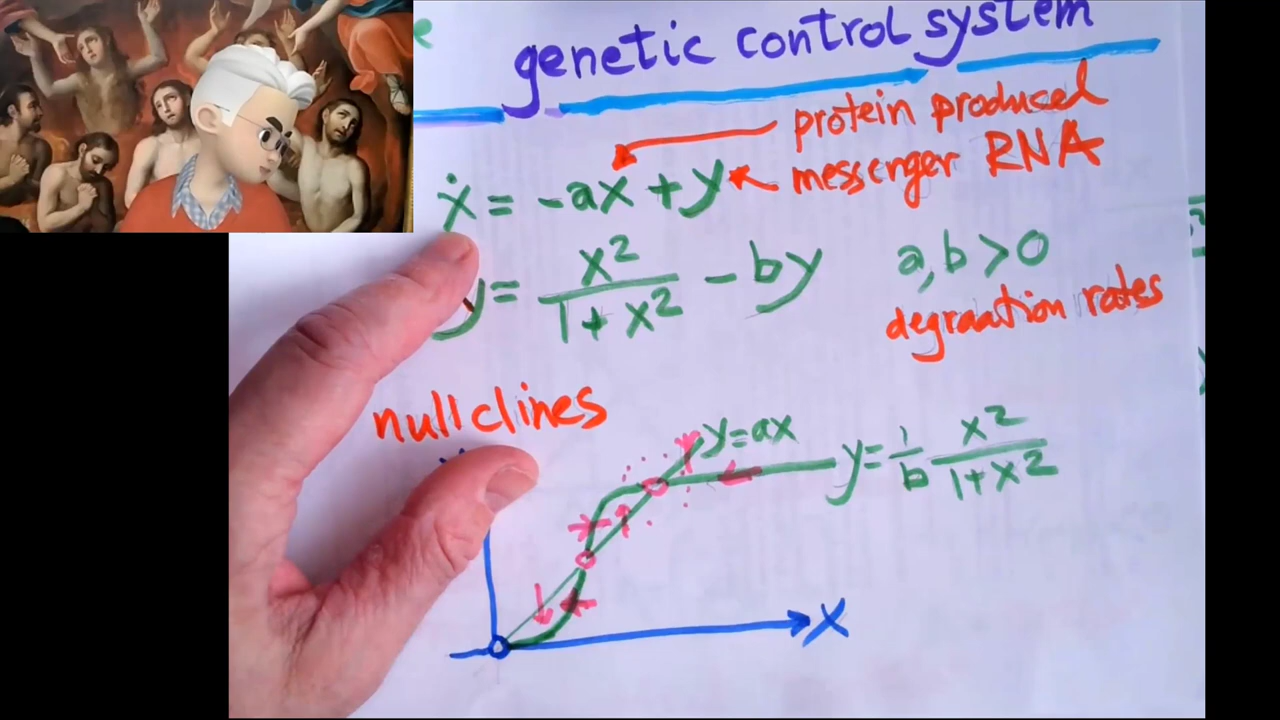 genetic control system
protein produced
messenger RNA
ẋ = -ax + y
y = x²/(1 + x²) - by
a, b > 0
degraation rates
nullclines
y=ax
y = 1/b x²/(1+x²)
x